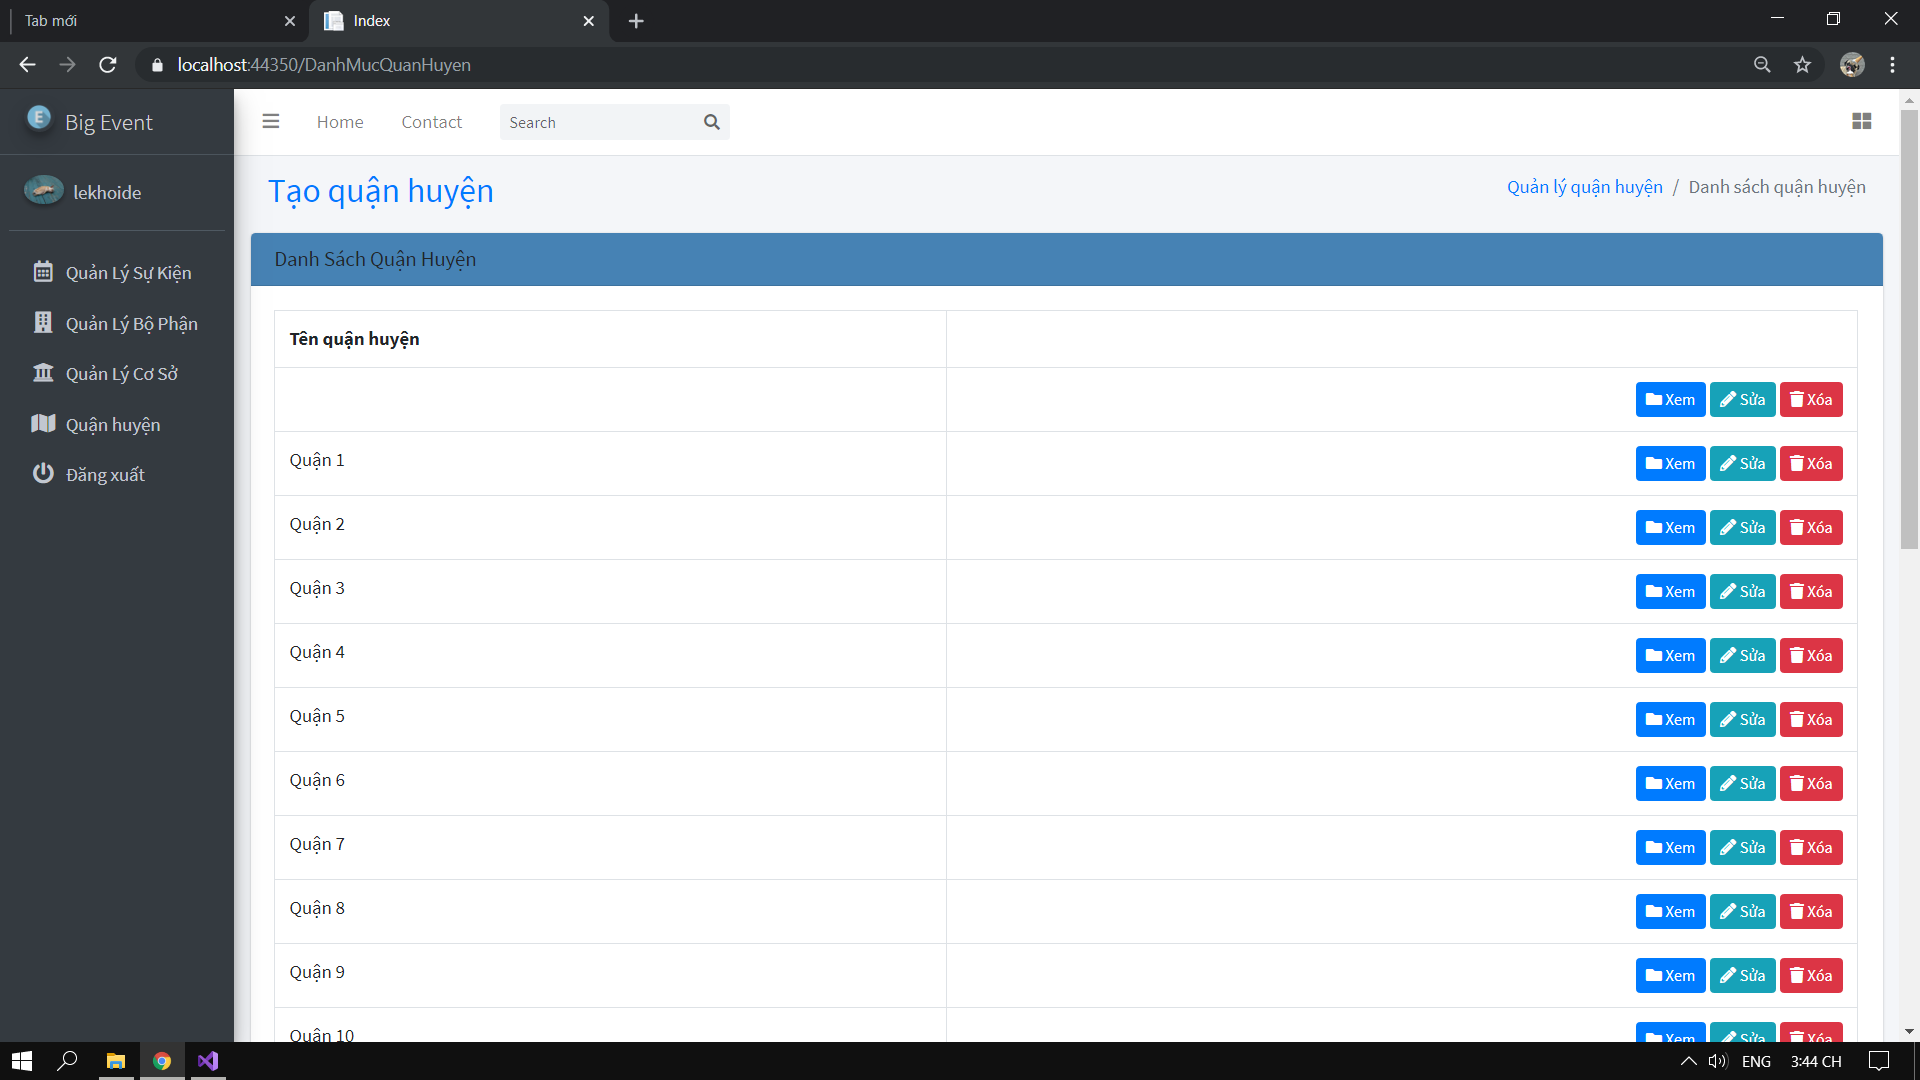 Tab mới
Index
localhost:44350/DanhMucQuanHuyen
E Big Event
Home Contact Search
lekhoide
Tạo quận huyện
Quản lý quận huyện / Danh sách quận huyện
Quản Lý Sự Kiện
Quản Lý Bộ Phận
Quản Lý Cơ Sở
Quận huyện
Đăng xuất
Danh Sách Quận Huyện
Tên quận huyện
Xem Sửa Xóa
Quận 1 Xem Sửa Xóa
Quận 2 Xem Sửa Xóa
Quận 3 Xem Sửa Xóa
Quận 4 Xem Sửa Xóa
Quận 5 Xem Sửa Xóa
Quận 6 Xem Sửa Xóa
Quận 7 Xem Sửa Xóa
Quận 8 Xem Sửa Xóa
Quận 9 Xem Sửa Xóa
Quận 10 Xem Sửa Xóa
ENG 3:44 CH